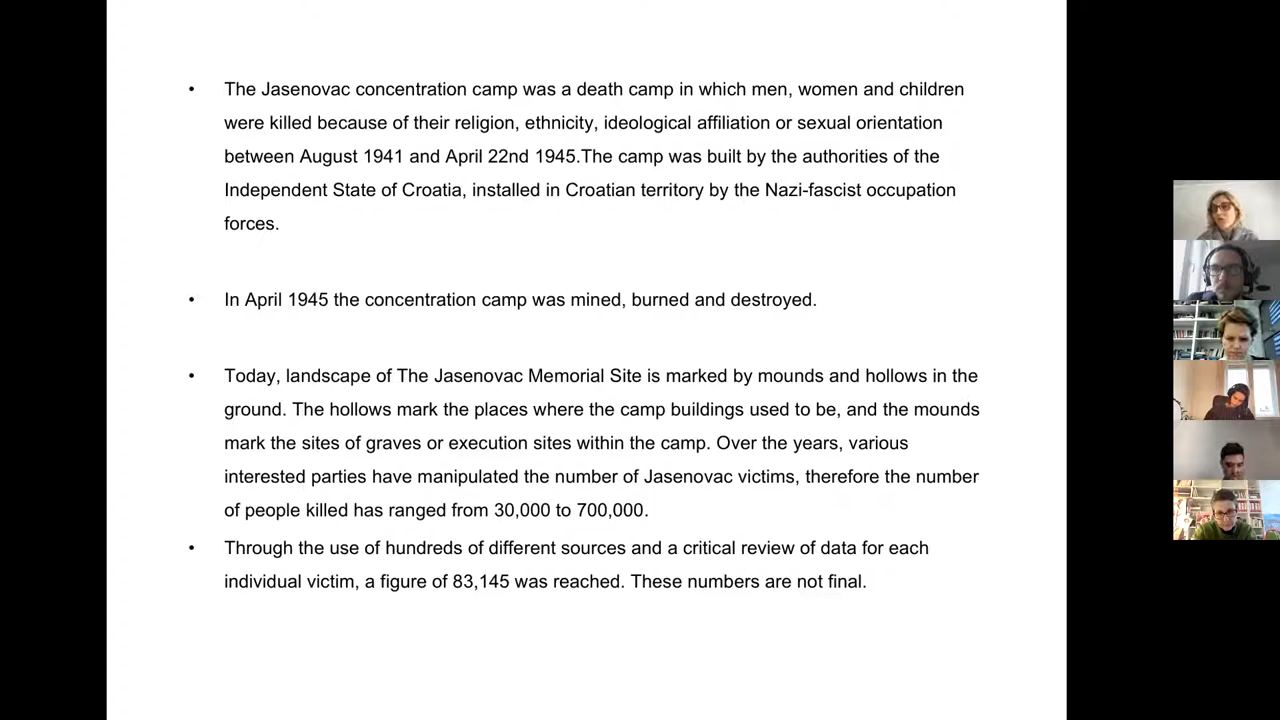 • The Jasenovac concentration camp was a death camp in which men, women and children
were killed because of their religion, ethnicity, ideological affiliation or sexual orientation
between August 1941 and April 22nd 1945.The camp was built by the authorities of the
Independent State of Croatia, installed in Croatian territory by the Nazi-fascist occupation
forces.
• In April 1945 the concentration camp was mined, burned and destroyed.
• Today, landscape of The Jasenovac Memorial Site is marked by mounds and hollows in the
ground. The hollows mark the places where the camp buildings used to be, and the mounds
mark the sites of graves or execution sites within the camp. Over the years, various
interested parties have manipulated the number of Jasenovac victims, therefore the number
of people killed has ranged from 30,000 to 700,000.
• Through the use of hundreds of different sources and a critical review of data for each
individual victim, a figure of 83,145 was reached. These numbers are not final.